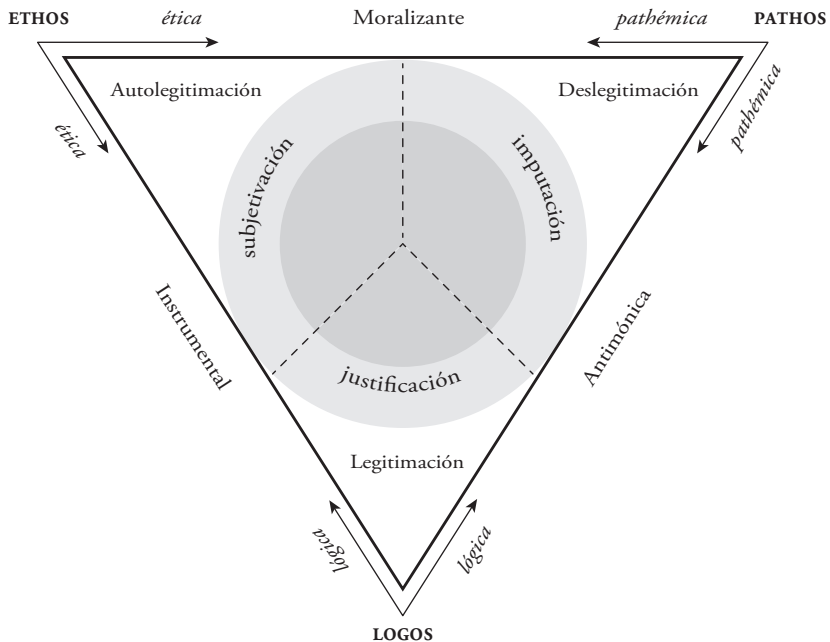 ETHOS
ética
Moralizante
pathémica
PATHOS
Autolegitimación
Deslegitimación
ética
pathémica
subjetivación
imputación
Instrumental
Antimónica
justificación
Legitimación
lógica
lógica
LOGOS